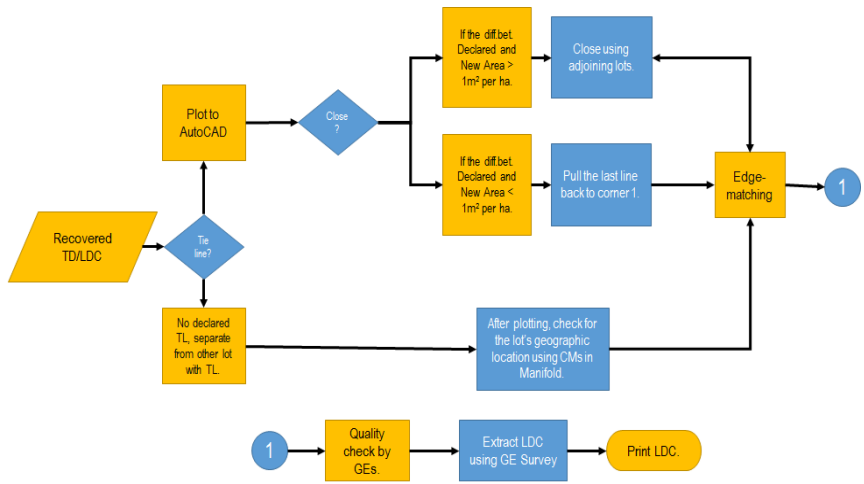 If the diff.bet.
Declared and
New Area >
1m² per ha.
Close using
adjoining lots.
Plot to
AutoCAD
Close
?
If the diff.bet.
Declared and
New Area <
1m² per ha.
Pull the last line
back to corner 1.
Edge-
matching
1
Recovered
TD/LDC
Tie
line?
No declared
TL, separate
from other lot
with TL.
After plotting, check for
the lot's geographic
location using CMs in
Manifold.
1
Quality
check by
GEs.
Extract LDC
using GE Survey
Print LDC.